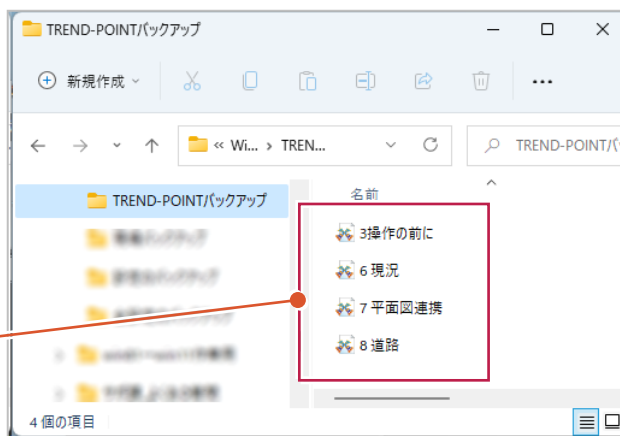 TREND-POINTバックアップ
新規作成
« Wi... › TREN...
TREND-POINTバ
TREND-POINTバックアップ
名前
3操作の前に
6 現況
7 平面図連携
8 道路
4 個の項目